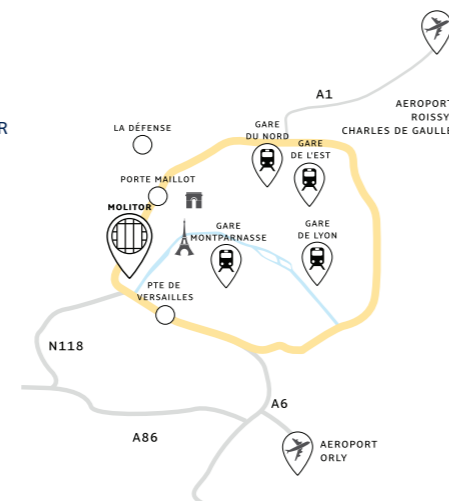 A1
AEROPORT
ROISSY
CHARLES DE GAULLE
R
LA DÉFENSE
GARE
DU NORD
GARE
DE L'EST
PORTE MAILLOT
MOLITOR
GARE
MONTPARNASSE
GARE
DE LYON
PTE DE
VERSAILLES
N118
A6
A86
AEROPORT
ORLY